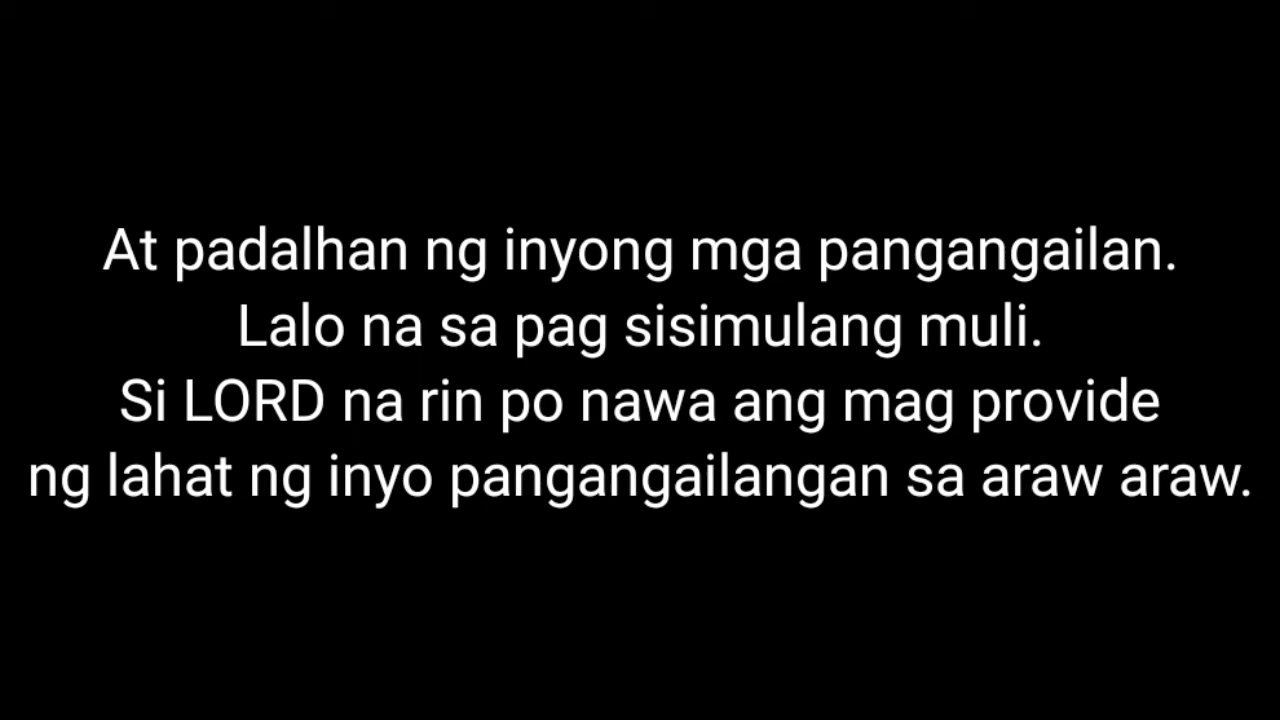 At padalhan ng inyong mga pangangailan.
Lalo na sa pag sisimulang muli.
Si LORD na rin po nawa ang mag provide
ng lahat ng inyo pangangailangan sa araw araw.